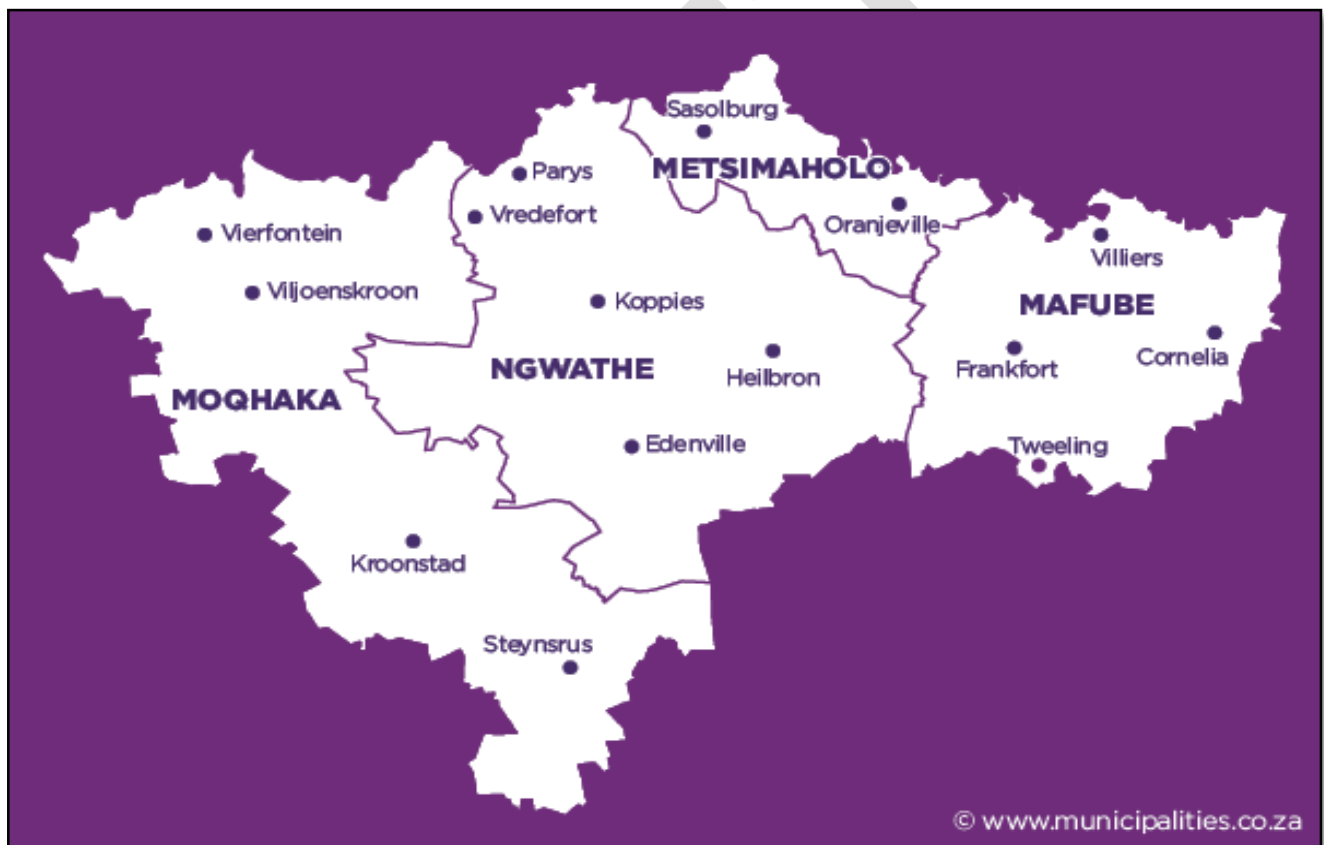 Sasolburg
METSIMAHOLO
Parys
Vredefort
Oranjeville
Vierfontein
Villiers
Viljoenskroon
Koppies
MAFUBE
Cornelia
NGWATHE
Heilbron
Frankfort
MOQHAKA
Edenville
Tweeling
Kroonstad
Steynsrus
© www.municipalities.co.za